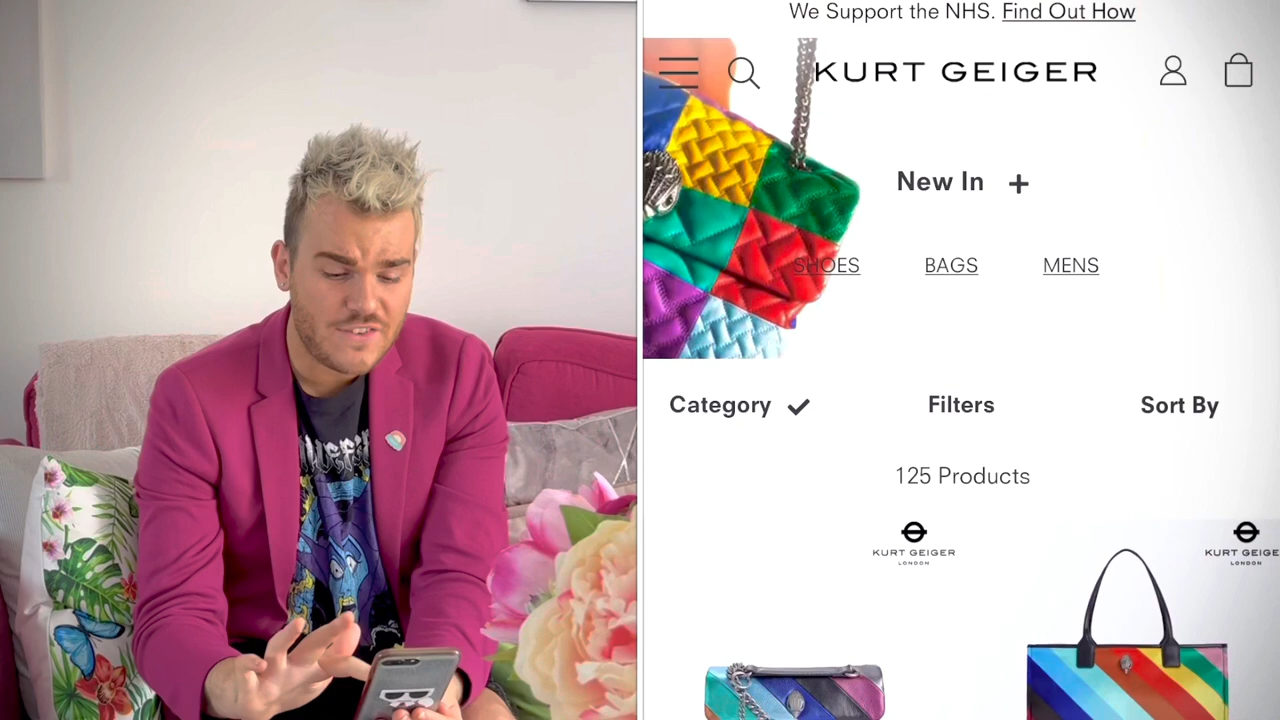 We Support the NHS. Find Out How
KURT GEIGER
New In +
SHOES BAGS MENS
Category Filters Sort By
125 Products
KURT GEIGER
LONDON
KURT GEIGE
LONDON